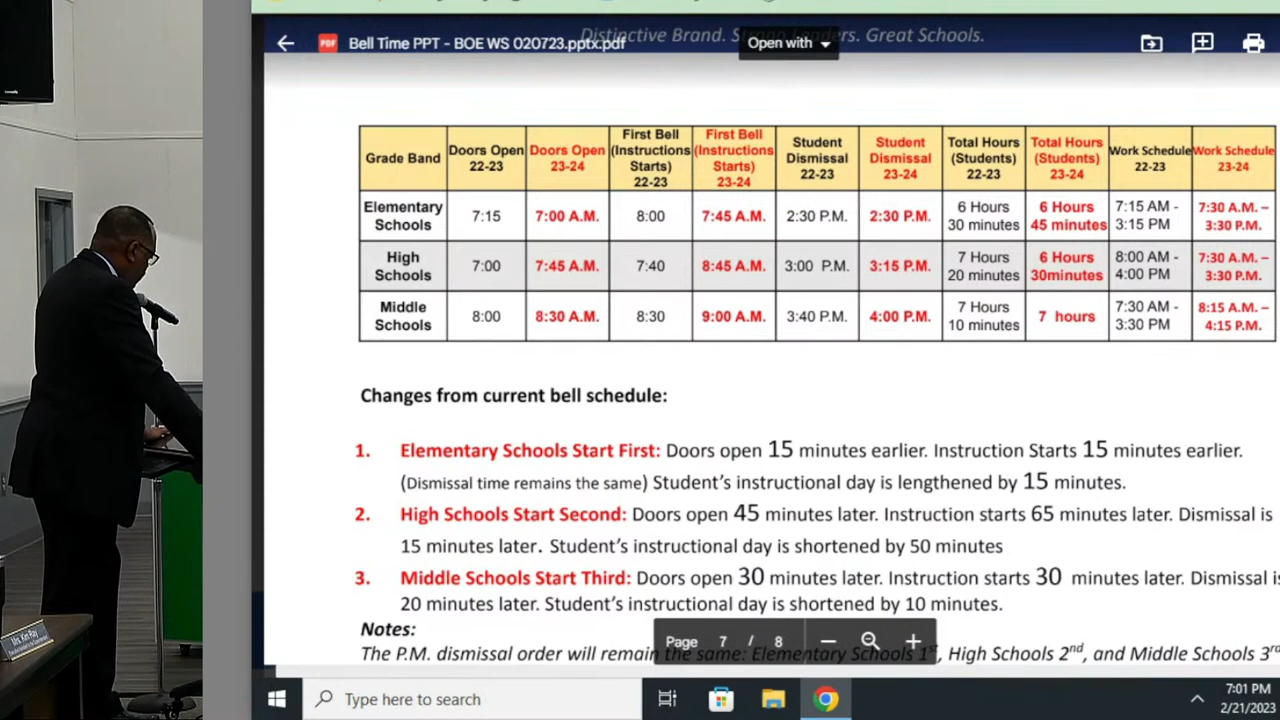 Distinctive Brand. Strong Leaders. Great Schools.
PDF Bell Time PPT - BOE WS 020723.pptx.pdf
Open with
Grade Band Doors Open 22-23 Doors Open 23-24 First Bell (Instructions Starts) 22-23 First Bell (Instructions Starts) 23-24 Student Dismissal 22-23 Student Dismissal 23-24 Total Hours (Students) 22-23 Total Hours (Students) 23-24 Work Schedule 22-23 Work Schedule 23-24
Elementary Schools 7:15 7:00 A.M. 8:00 7:45 A.M. 2:30 P.M. 2:30 P.M. 6 Hours 30 minutes 6 Hours 45 minutes 7:15 AM - 3:15 PM 7:30 A.M. – 3:30 P.M.
High Schools 7:00 7:45 A.M. 7:40 8:45 A.M. 3:00 P.M. 3:15 P.M. 7 Hours 20 minutes 6 Hours 30minutes 8:00 AM - 4:00 PM 7:30 A.M. – 3:30 P.M.
Middle Schools 8:00 8:30 A.M. 8:30 9:00 A.M. 3:40 P.M. 4:00 P.M. 7 Hours 10 minutes 7 hours 7:30 AM - 3:30 PM 8:15 A.M. – 4:15 P.M.
Changes from current bell schedule:
1. Elementary Schools Start First: Doors open 15 minutes earlier. Instruction Starts 15 minutes earlier.
(Dismissal time remains the same) Student's instructional day is lengthened by 15 minutes.
2. High Schools Start Second: Doors open 45 minutes later. Instruction starts 65 minutes later. Dismissal is
15 minutes later. Student's instructional day is shortened by 50 minutes
3. Middle Schools Start Third: Doors open 30 minutes later. Instruction starts 30 minutes later. Dismissal is
20 minutes later. Student's instructional day is shortened by 10 minutes.
Notes:
The P.M. dismissal order will remain the same: Elementary Schools 1st, High Schools 2nd, and Middle Schools 3rd
Page 7 / 8
Type here to search
7:01 PM
2/21/2023
Mrs. Kim Ray